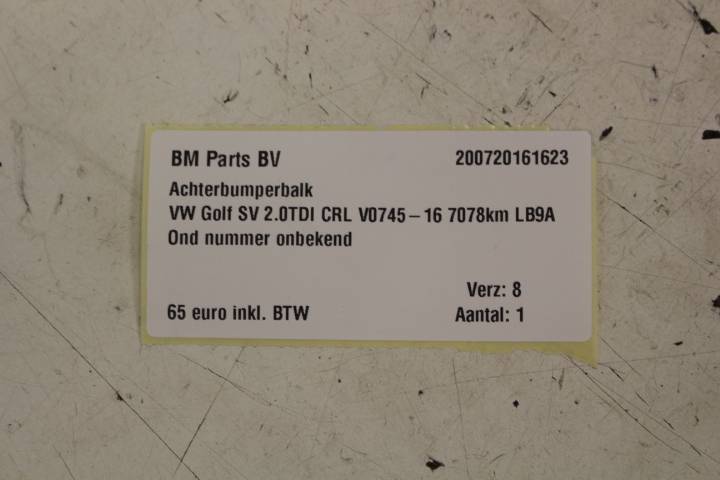 BM Parts BV 200720161623
Achterbumperbalk
VW Golf SV 2.0TDI CRL V0745-16 7078km LB9A
Ond nummer onbekend
Verz: 8
65 euro inkl. BTW Aantal: 1